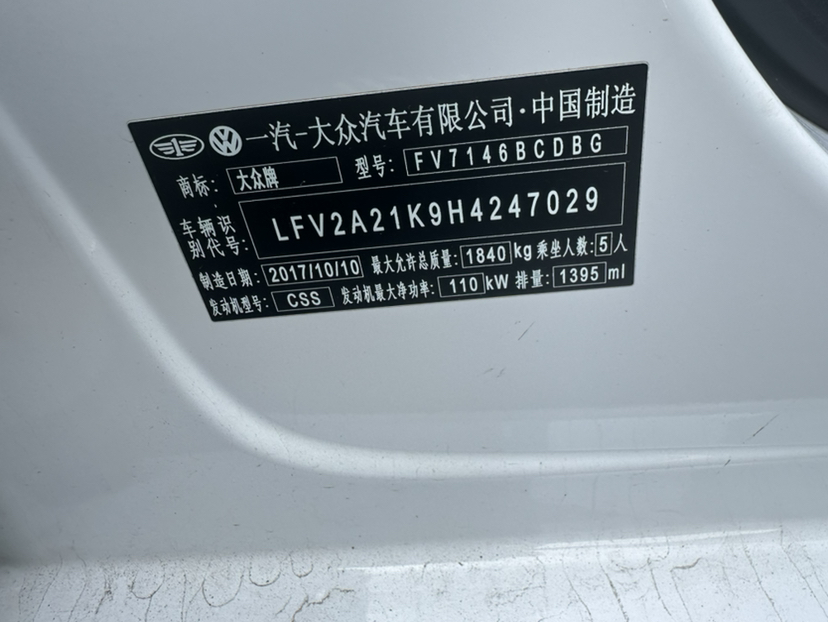 一汽-大众汽车有限公司·中国制造
商标: 大众牌 型号: FV7146BCDBG
车辆识别代号: LFV2A21K9H4247029
制造日期: 2017/10/10 最大允许总质量: 1840 kg 乘坐人数: 5 人
发动机型号: CSS 发动机最大净功率: 110 kW 排量: 1395 ml